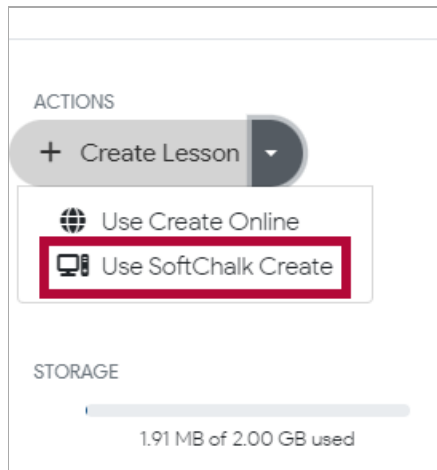 ACTIONS
+ Create Lesson
Use Create Online
Use SoftChalk Create
STORAGE
1.91 MB of 2.00 GB used